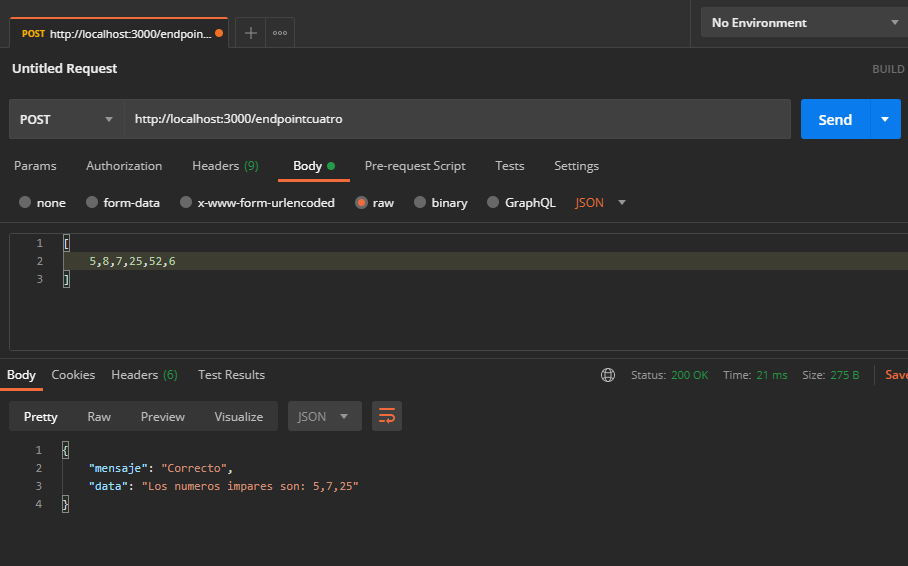 POST http://localhost:3000/endpoin...
No Environment
Untitled Request
BUILD
POST http://localhost:3000/endpointcuatro Send
Params Authorization Headers (9) Body Pre-request Script Tests Settings
none form-data x-www-form-urlencoded raw binary GraphQL JSON
1 [
2 5,8,7,25,52,6
3 ]
Body Cookies Headers (6) Test Results Status: 200 OK Time: 21 ms Size: 275 B Save
Pretty Raw Preview Visualize JSON
1 {
2 "mensaje": "Correcto",
3 "data": "Los numeros impares son: 5,7,25"
4 }